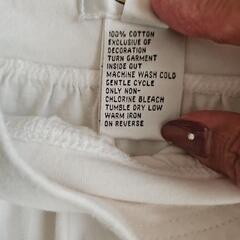 100% COTTON
EXCLUSIVE OF
DECORATION
TURN GARMENT
INSIDE OUT
MACHINE WASH COLD
GENTLE CYCLE
ONLY NON-
CHLORINE BLEACH
TUMBLE DRY LOW
WARM IRON
ON REVERSE